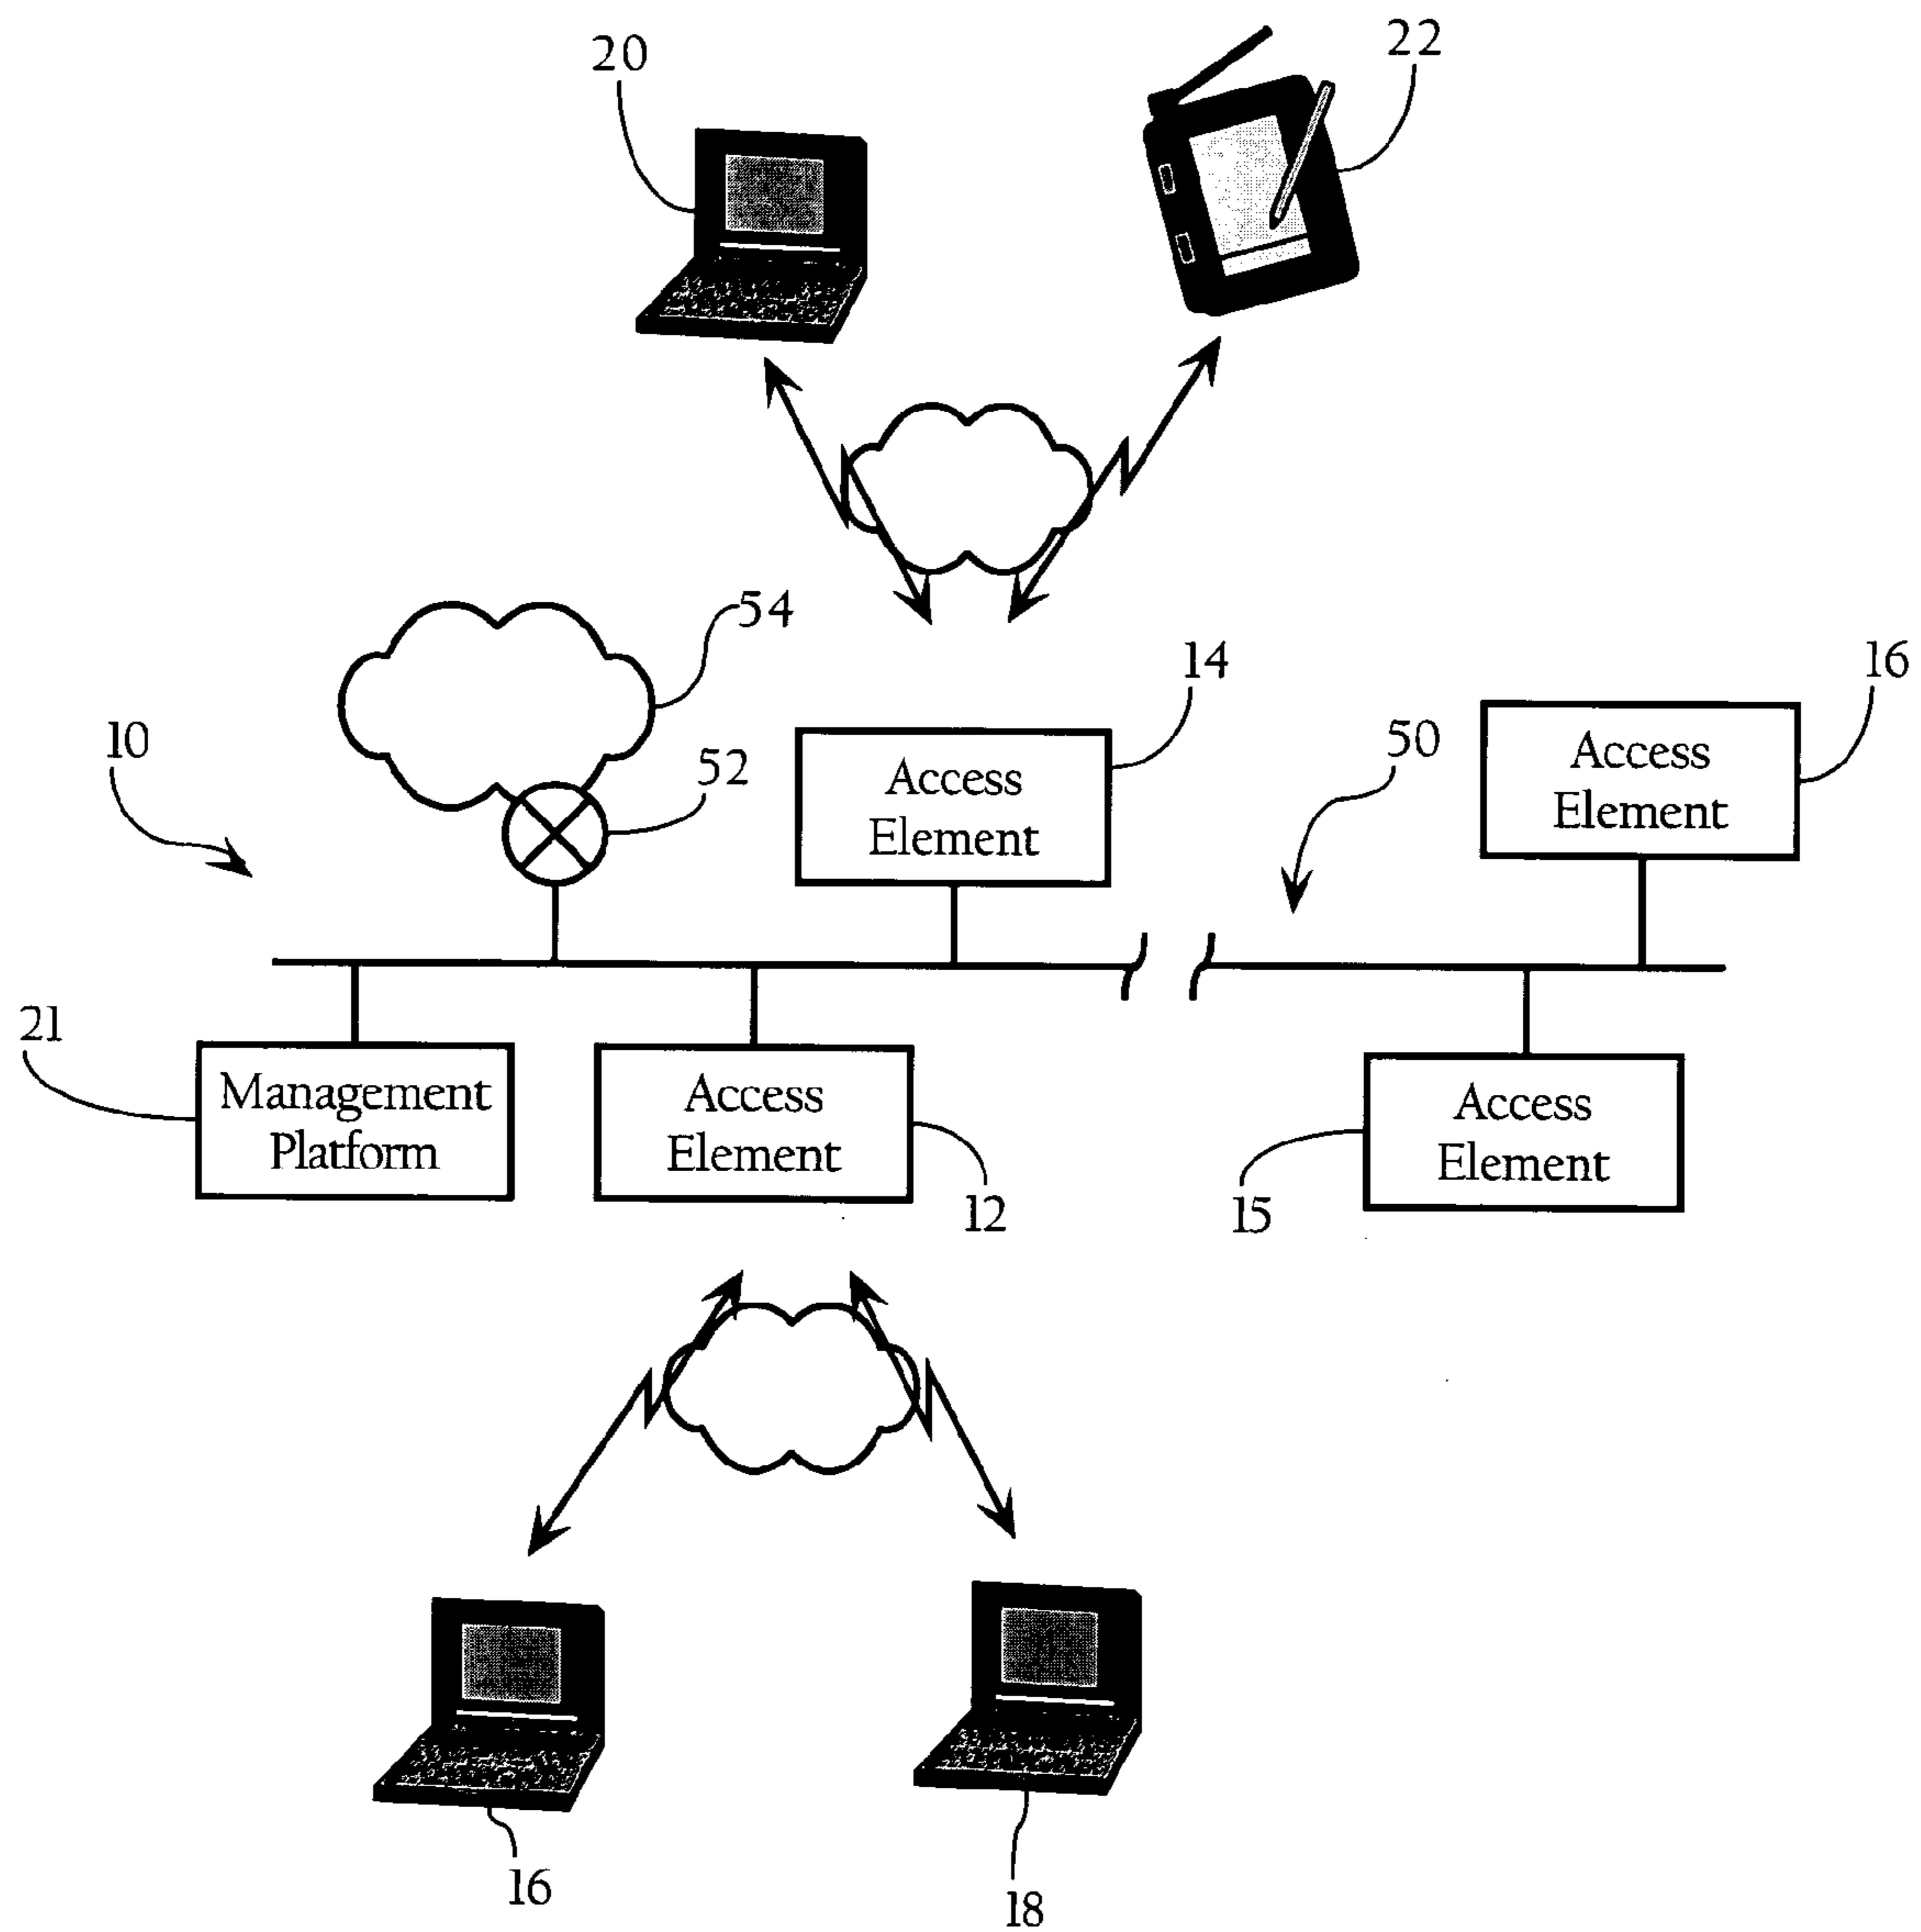 20
22
54
14
16
10
52
50
Access
Element
Access
Element
21
Management
Platform
Access
Element
Access
Element
12
15
16
18